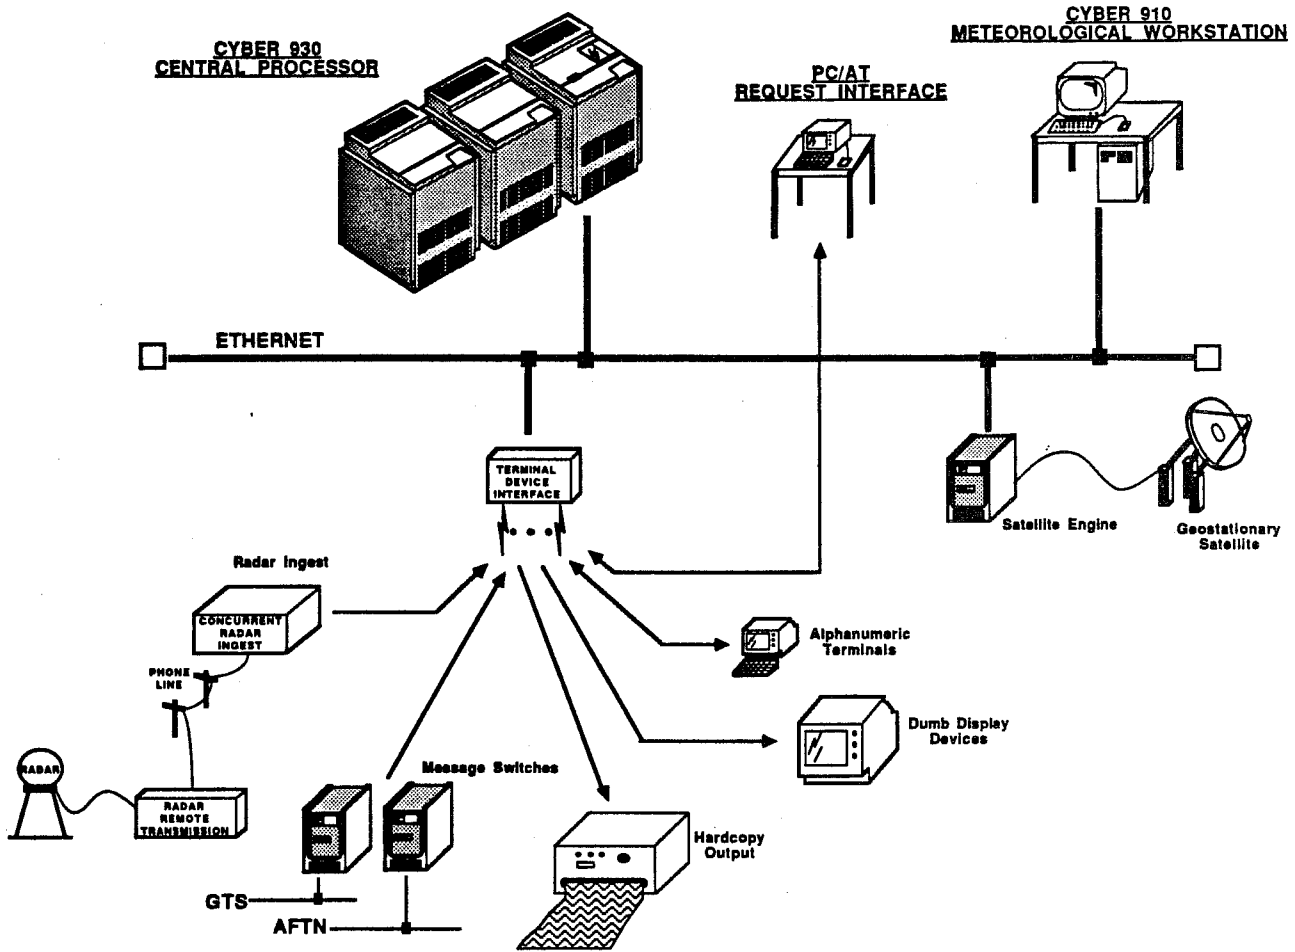 CYBER 930
CENTRAL PROCESSOR
PC/AT
REQUEST INTERFACE
CYBER 910
METEOROLOGICAL WORKSTATION
ETHERNET
TERMINAL
DEVICE
INTERFACE
Satellite Engine
Geostationary
Satellite
Radar Ingest
CONCURRENT
RADAR
INGEST
PHONE
LINE
Alphanumeric
Terminals
Dumb Display
Devices
RADAR
RADAR
REMOTE
TRANSMISSION
Message Switches
Hardcopy
Output
GTS
AFTN